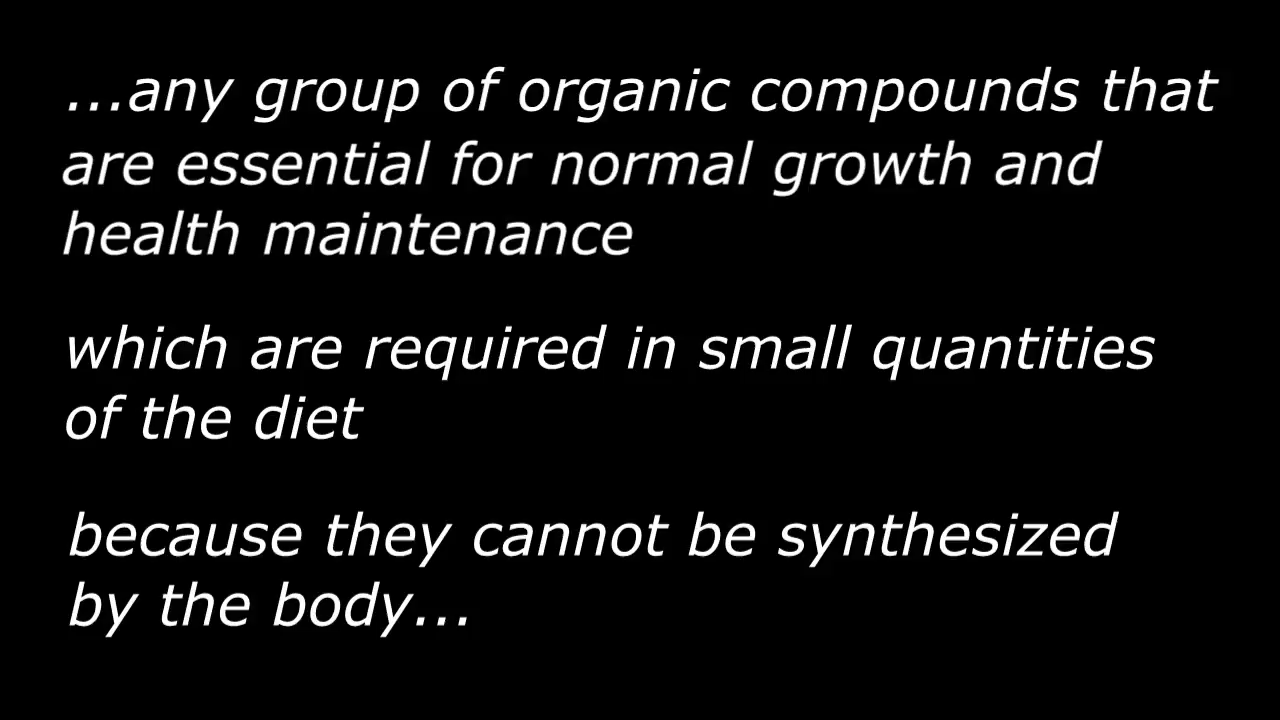 ...any group of organic compounds that
are essential for normal growth and
health maintenance
which are required in small quantities
of the diet
because they cannot be synthesized
by the body...